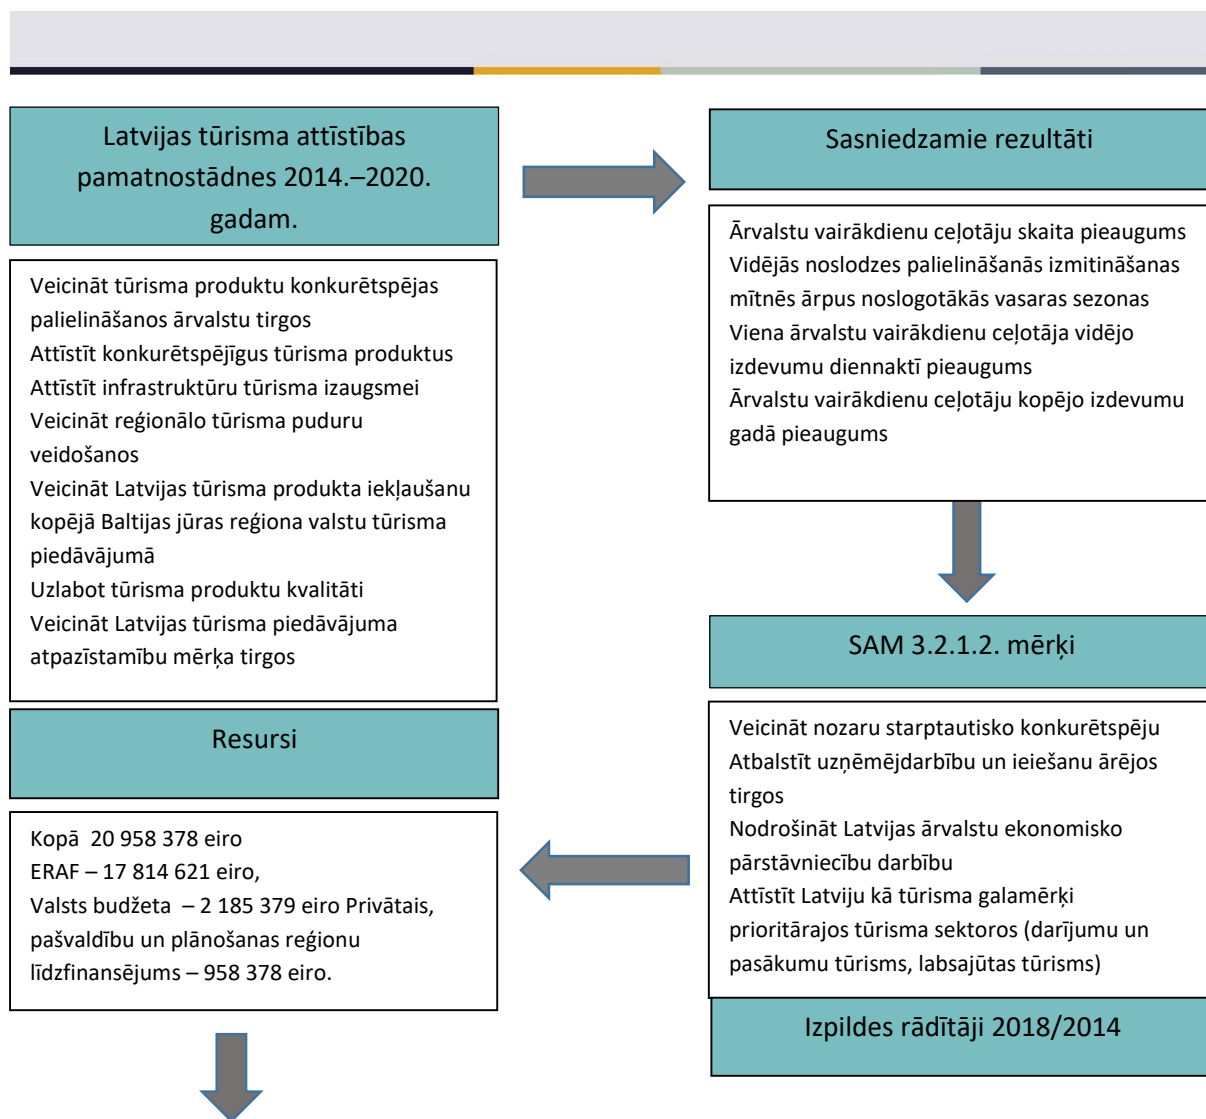 Latvijas tūrisma attīstības
pamatnostādnes 2014.–2020.
gadam.
Veicināt tūrisma produktu konkurētspējas
palielināšanos ārvalstu tirgos
Attīstīt konkurētspējīgus tūrisma produktus
Attīstīt infrastruktūru tūrisma izaugsmei
Veicināt reģionālo tūrisma puduru
veidošanos
Veicināt Latvijas tūrisma produkta iekļaušanu
kopējā Baltijas jūras reģiona valstu tūrisma
piedāvājumā
Uzlabot tūrisma produktu kvalitāti
Veicināt Latvijas tūrisma piedāvājuma
atpazīstamību mērķa tirgos
Sasniedzamie rezultāti
Ārvalstu vairākdienu ceļotāju skaita pieaugums
Vidējās noslodzes palielināšanās izmitināšanas
mītnēs ārpus noslogotākās vasaras sezonas
Viena ārvalstu vairākdienu ceļotāja vidējo
izdevumu diennaktī pieaugums
Ārvalstu vairākdienu ceļotāju kopējo izdevumu
gadā pieaugums
SAM 3.2.1.2. mērķi
Veicināt nozaru starptautisko konkurētspēju
Atbalstīt uzņēmējdarbību un ieiešanu ārējos
tirgos
Nodrošināt Latvijas ārvalstu ekonomisko
pārstāvniecību darbību
Attīstīt Latviju kā tūrisma galamērķi
prioritārajos tūrisma sektoros (darījumu un
pasākumu tūrisms, labsajūtas tūrisms)
Resursi
Kopā 20 958 378 eiro
ERAF – 17 814 621 eiro,
Valsts budžeta – 2 185 379 eiro Privātais,
pašvaldību un plānošanas reģionu
līdzfinansējums – 958 378 eiro.
Izpildes rādītāji 2018/2014